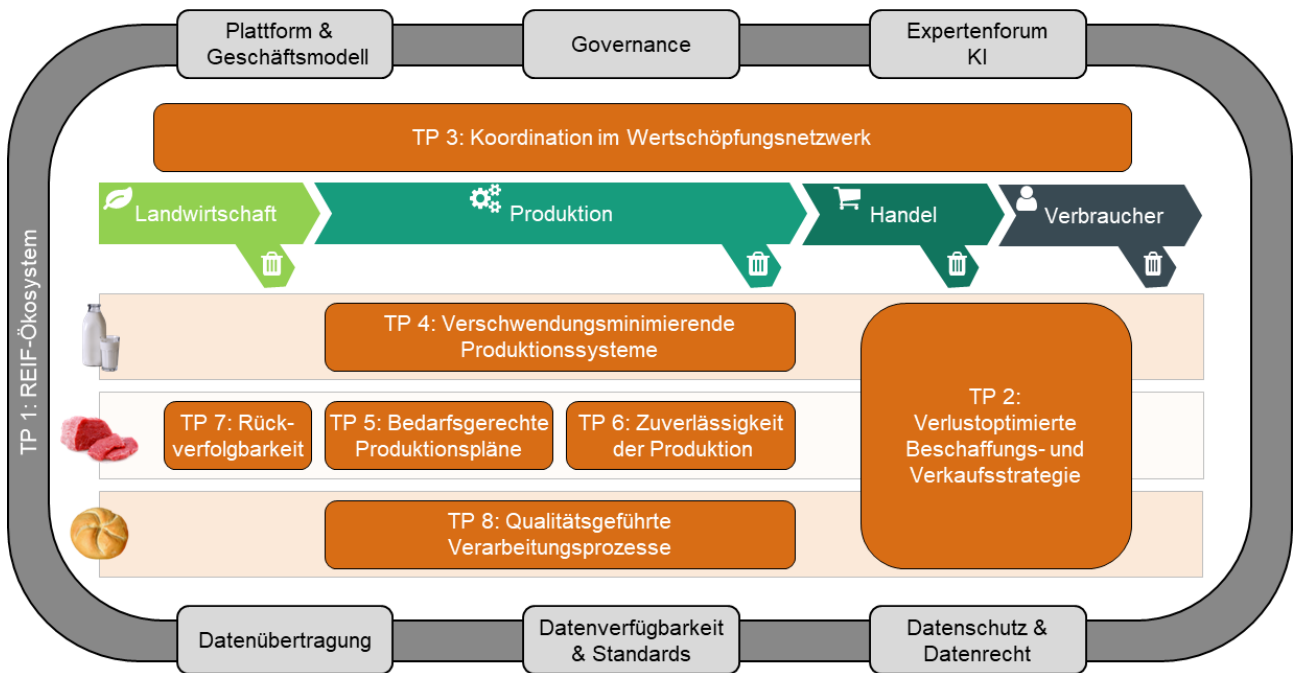 Plattform &
Geschäftsmodell
Governance
Expertenforum
KI
TP 1: REIF-Ökosystem
TP 3: Koordination im Wertschöpfungsnetzwerk
Landwirtschaft
Produktion
Handel
Verbraucher
TP 4: Verschwendungsminimierende
Produktionssysteme
TP 7: Rück-
verfolgbarkeit
TP 5: Bedarfsgerechte
Produktionspläne
TP 6: Zuverlässigkeit
der Produktion
TP 2:
Verlustoptimierte
Beschaffungs- und
Verkaufsstrategie
TP 8: Qualitätsgeführte
Verarbeitungsprozesse
Datenübertragung
Datenverfügbarkeit
& Standards
Datenschutz &
Datenrecht